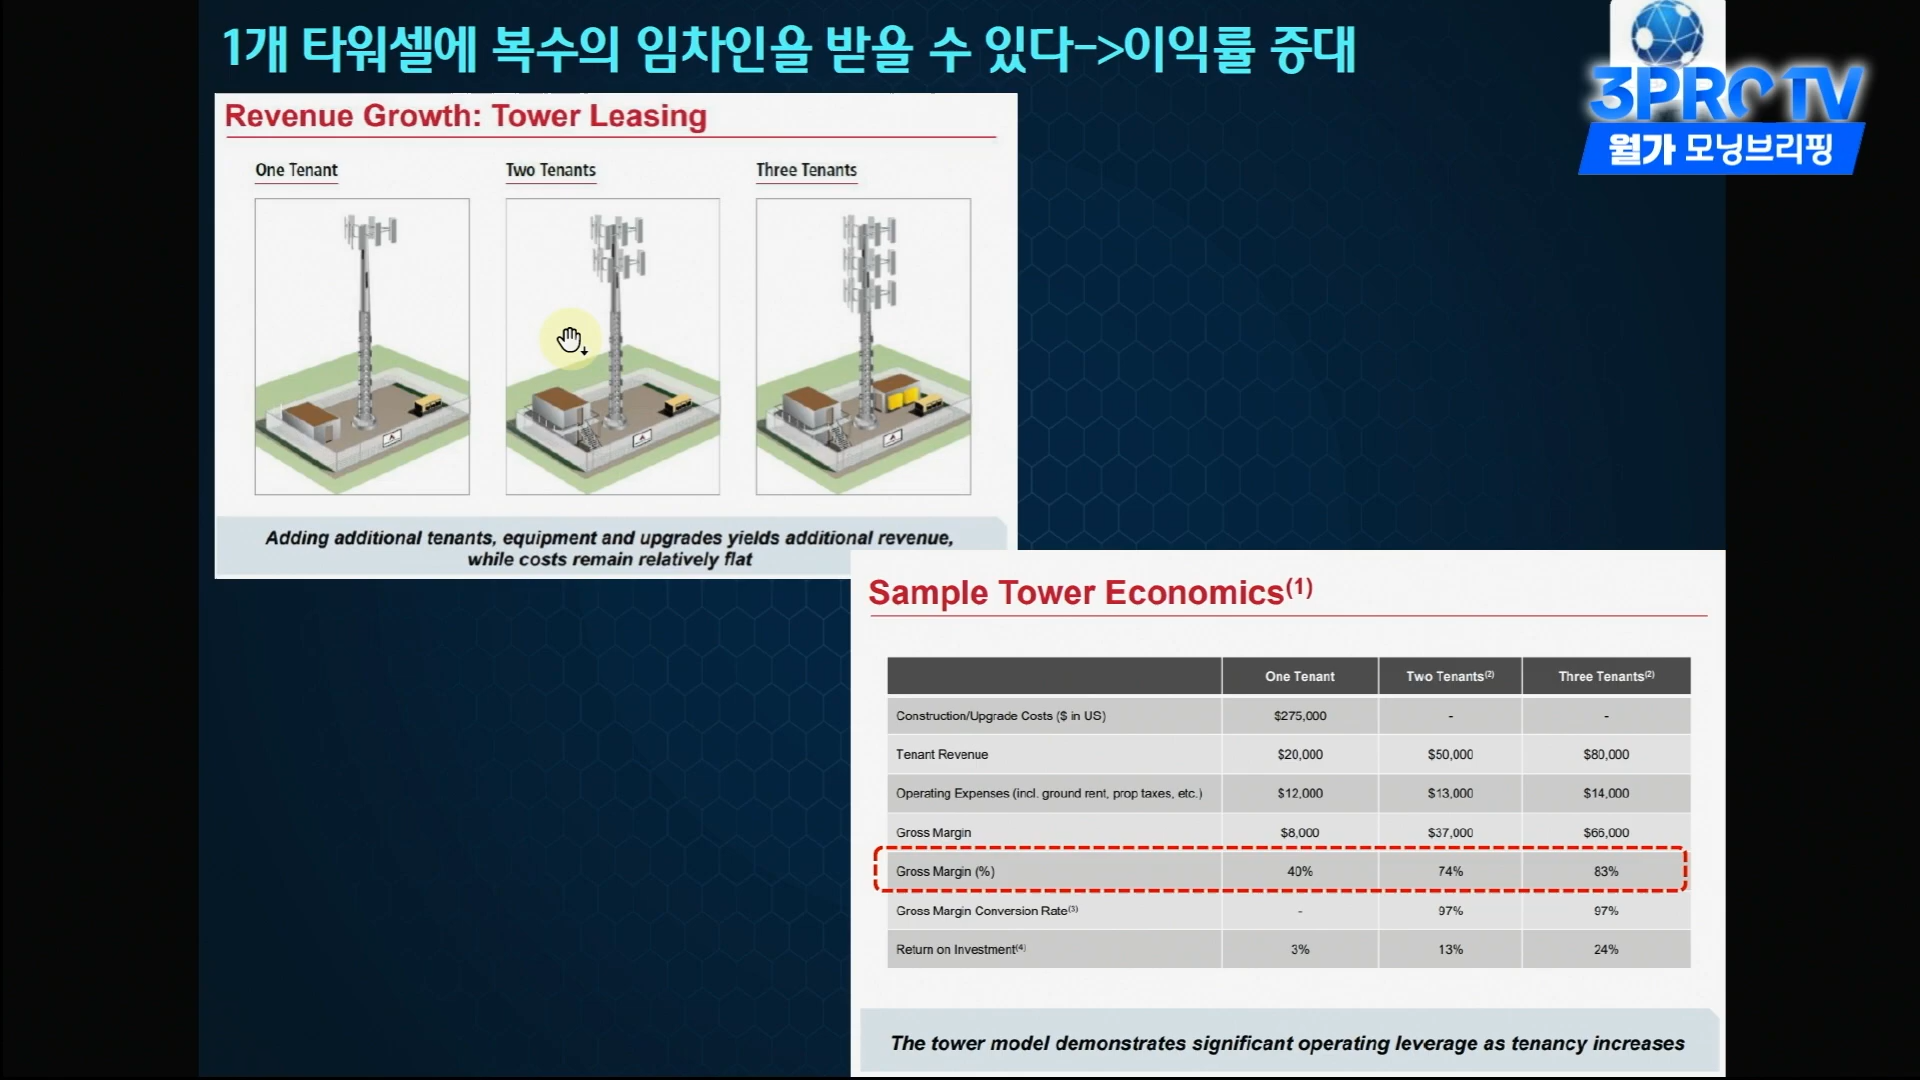 1개 타워셀에 복수의 임차인을 받을 수 있다->이익률 증대
3PRO TV
월가 모닝브리핑
Revenue Growth: Tower Leasing
One Tenant
Two Tenants
Three Tenants
Adding additional tenants, equipment and upgrades yields additional revenue,
while costs remain relatively flat
Sample Tower Economics(1)
One Tenant Two Tenants(2) Three Tenants(2)
Construction/Upgrade Costs ($ in US) $275,000 - -
Tenant Revenue $20,000 $50,000 $80,000
Operating Expenses (incl. ground rent, prop taxes, etc.) $12,000 $13,000 $14,000
Gross Margin $8,000 $37,000 $66,000
Gross Margin (%) 40% 74% 83%
Gross Margin Conversion Rate(3) - 97% 97%
Return on Investment(4) 3% 13% 24%
The tower model demonstrates significant operating leverage as tenancy increases